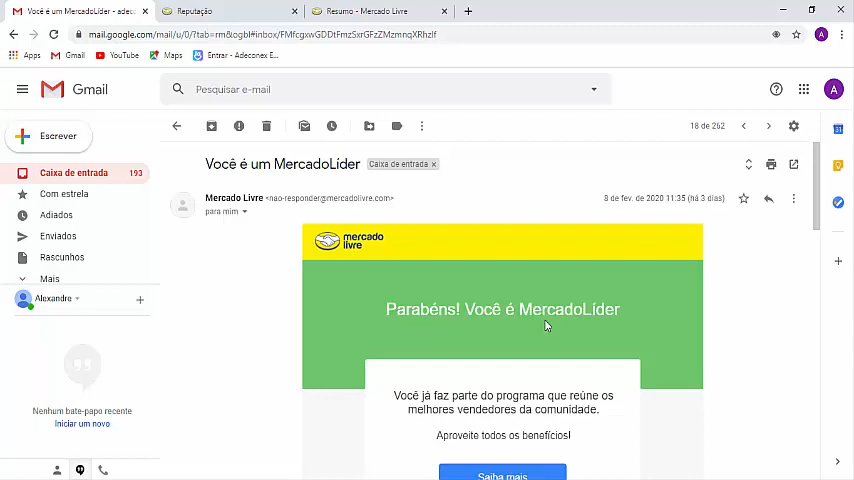 Você é um MercadoLíder - adec
Reputação
Resumo - Mercado Livre
mail.google.com/mail/u/0/?tab=rm&ogbl#inbox/FMfcgxwGDDtFmzSxrGFzZMzmnqXRhzlf
A
Apps
Gmail
YouTube
Maps
Entrar - Adeconex E...
Gmail
Pesquisar e-mail
A
Escrever
18 de 262
Você é um MercadoLíder
Caixa de entrada x
Caixa de entrada 193
Com estrela
Mercado Livre <nao-responder@mercadolivre.com>
8 de fev. de 2020 11:35 (há 3 dias)
para mim
Adiados
Enviados
Rascunhos
Mais
Alexandre
mercado
livre
Parabéns! Você é MercadoLíder
Você já faz parte do programa que reúne os
melhores vendedores da comunidade.
Aproveite todos os benefícios!
Saiba mais
Nenhum bate-papo recente
Iniciar um novo
31